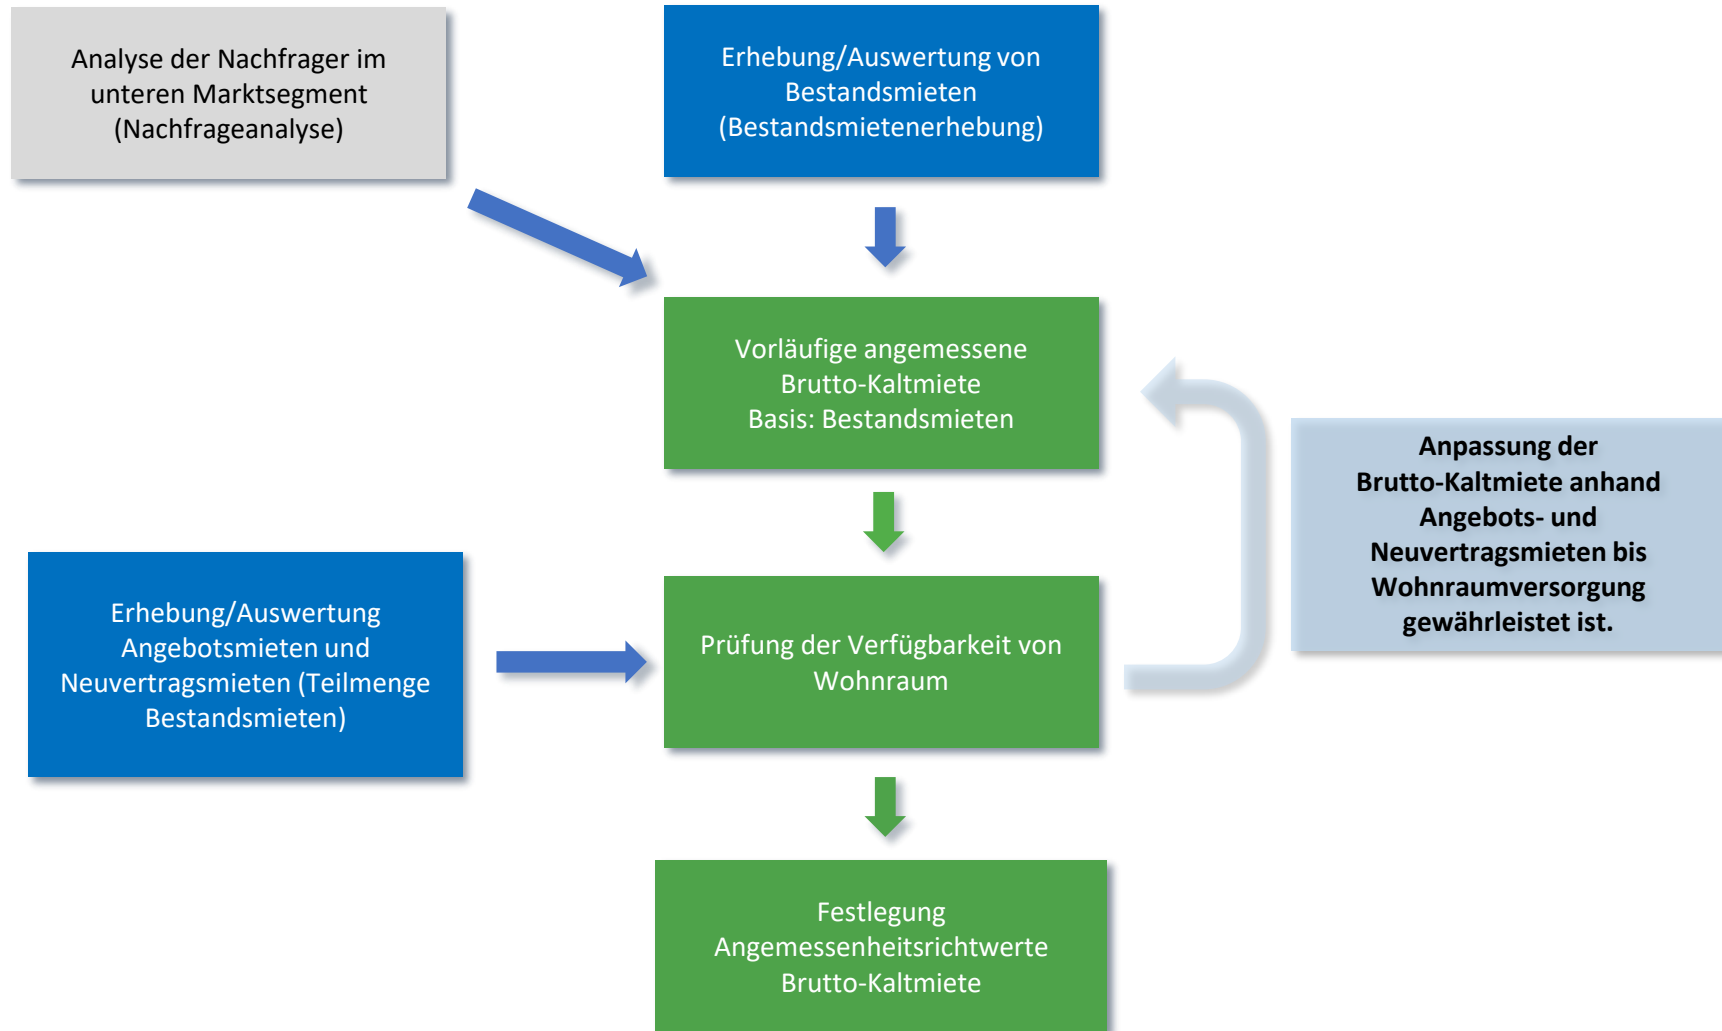 Analyse der Nachfrager im
unteren Marktsegment
(Nachfrageanalyse)
Erhebung/Auswertung von
Bestandsmieten
(Bestandsmietenerhebung)
Vorläufige angemessene
Brutto-Kaltmiete
Basis: Bestandsmieten
Anpassung der
Brutto-Kaltmiete anhand
Angebots- und
Neuvertragsmieten bis
Wohnraumversorgung
gewährleistet ist.
Erhebung/Auswertung
Angebotsmieten und
Neuvertragsmieten (Teilmenge
Bestandsmieten)
Prüfung der Verfügbarkeit von
Wohnraum
Festlegung
Angemessenheitsrichtwerte
Brutto-Kaltmiete